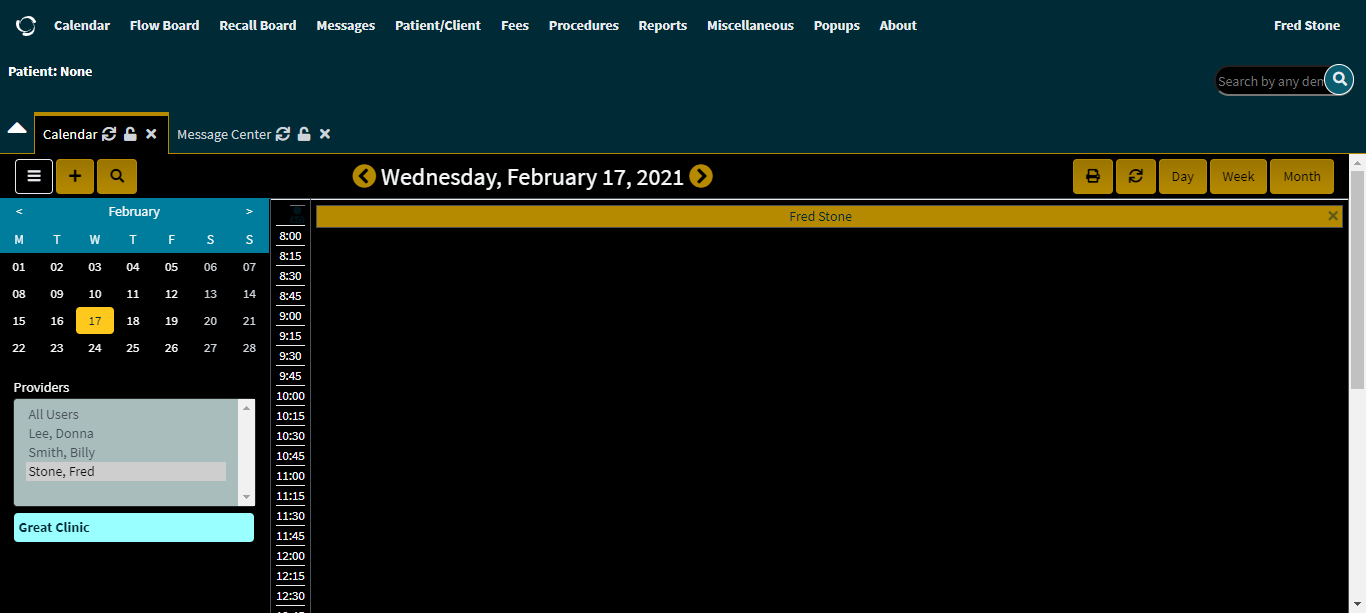 Calendar Flow Board Recall Board Messages Patient/Client Fees Procedures Reports Miscellaneous Popups About Fred Stone
Patient: None
Search by any den
Calendar Message Center
Wednesday, February 17, 2021
Day Week Month
< February >
M T W T F S S
01 02 03 04 05 06 07
08 09 10 11 12 13 14
15 16 17 18 19 20 21
22 23 24 25 26 27 28
Providers
All Users
Lee, Donna
Smith, Billy
Stone, Fred
Great Clinic
Fred Stone
8:00
8:15
8:30
8:45
9:00
9:15
9:30
9:45
10:00
10:15
10:30
10:45
11:00
11:15
11:30
11:45
12:00
12:15
12:30